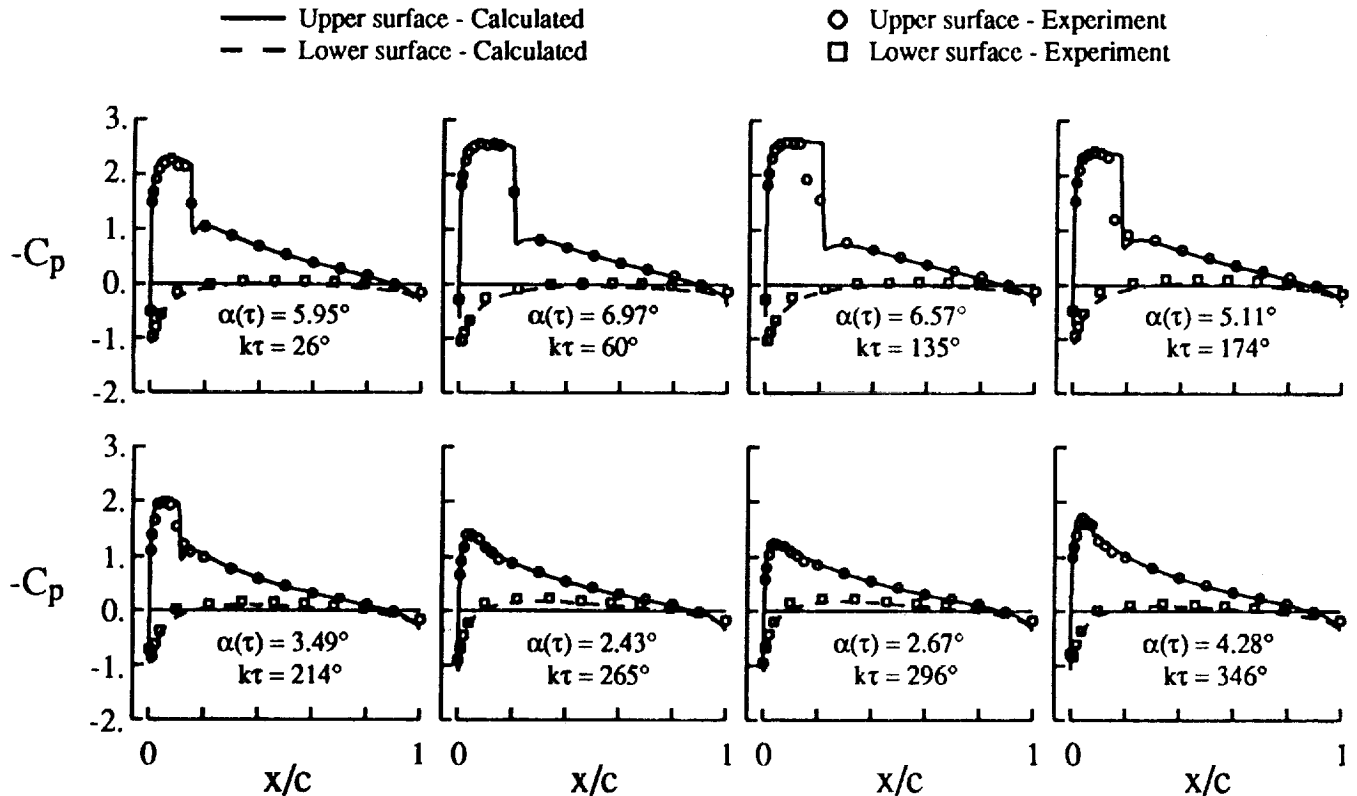 Upper surface - Calculated
Lower surface - Calculated
Upper surface - Experiment
Lower surface - Experiment
3.
2.
1.
0.
-1.
-2.
-Cp
α(τ) = 5.95°
kτ = 26°
α(τ) = 6.97°
kτ = 60°
α(τ) = 6.57°
kτ = 135°
α(τ) = 5.11°
kτ = 174°
3.
2.
1.
0.
-1.
-2.
-Cp
α(τ) = 3.49°
kτ = 214°
α(τ) = 2.43°
kτ = 265°
α(τ) = 2.67°
kτ = 296°
α(τ) = 4.28°
kτ = 346°
0 1 0 1 0 1 0 1
x/c x/c x/c x/c